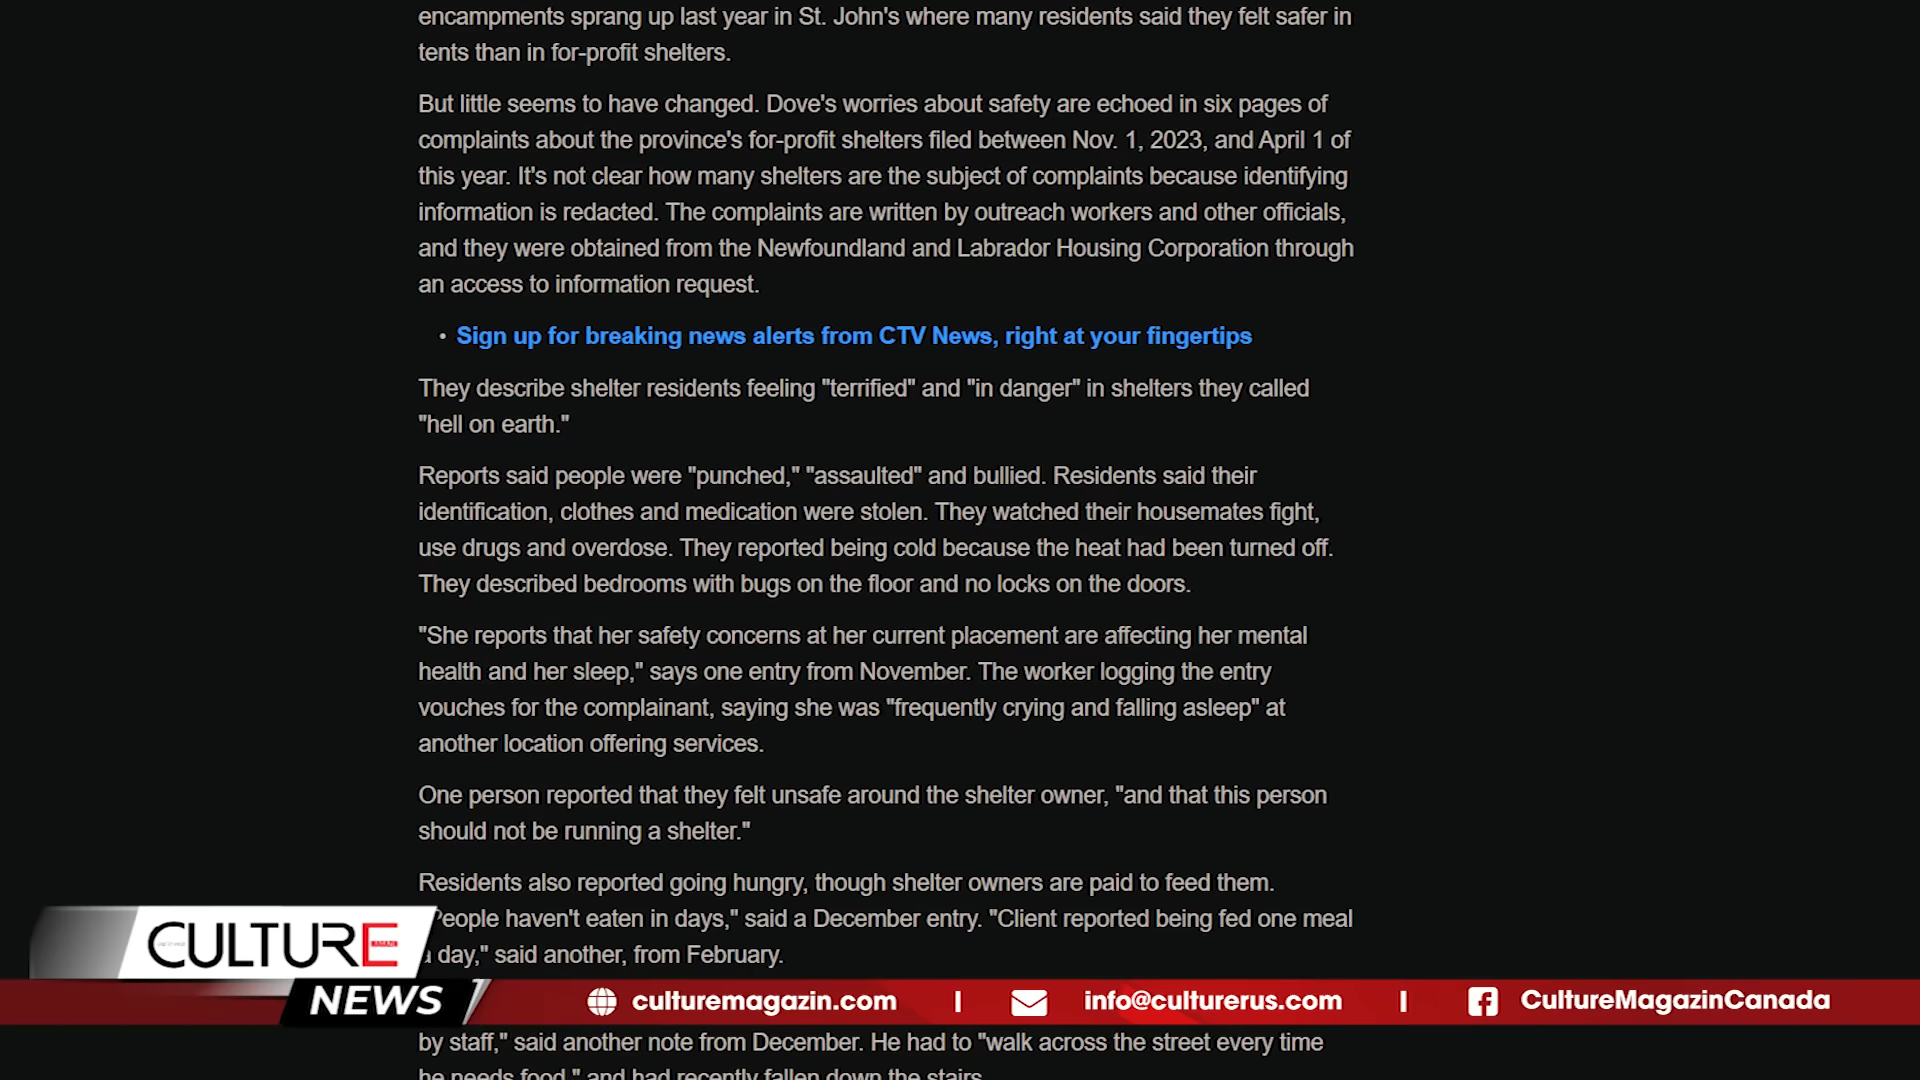 encampments sprang up last year in St. John's where many residents said they felt safer in
tents than in for-profit shelters.
But little seems to have changed. Dove's worries about safety are echoed in six pages of
complaints about the province's for-profit shelters filed between Nov. 1, 2023, and April 1 of
this year. It's not clear how many shelters are the subject of complaints because identifying
information is redacted. The complaints are written by outreach workers and other officials,
and they were obtained from the Newfoundland and Labrador Housing Corporation through
an access to information request.
• Sign up for breaking news alerts from CTV News, right at your fingertips
They describe shelter residents feeling "terrified" and "in danger" in shelters they called
"hell on earth."
Reports said people were "punched," "assaulted" and bullied. Residents said their
identification, clothes and medication were stolen. They watched their housemates fight,
use drugs and overdose. They reported being cold because the heat had been turned off.
They described bedrooms with bugs on the floor and no locks on the doors.
"She reports that her safety concerns at her current placement are affecting her mental
health and her sleep," says one entry from November. The worker logging the entry
vouches for the complainant, saying she was "frequently crying and falling asleep" at
another location offering services.
One person reported that they felt unsafe around the shelter owner, "and that this person
should not be running a shelter."
Residents also reported going hungry, though shelter owners are paid to feed them.
People haven't eaten in days," said a December entry. "Client reported being fed one meal
a day," said another, from February.
CULTURE
NEWS
culturemagazin.com | info@culturerus.com | CultureMagazinCanada
by staff," said another note from December. He had to "walk across the street every time
he needs food," and had recently fallen down the stairs.